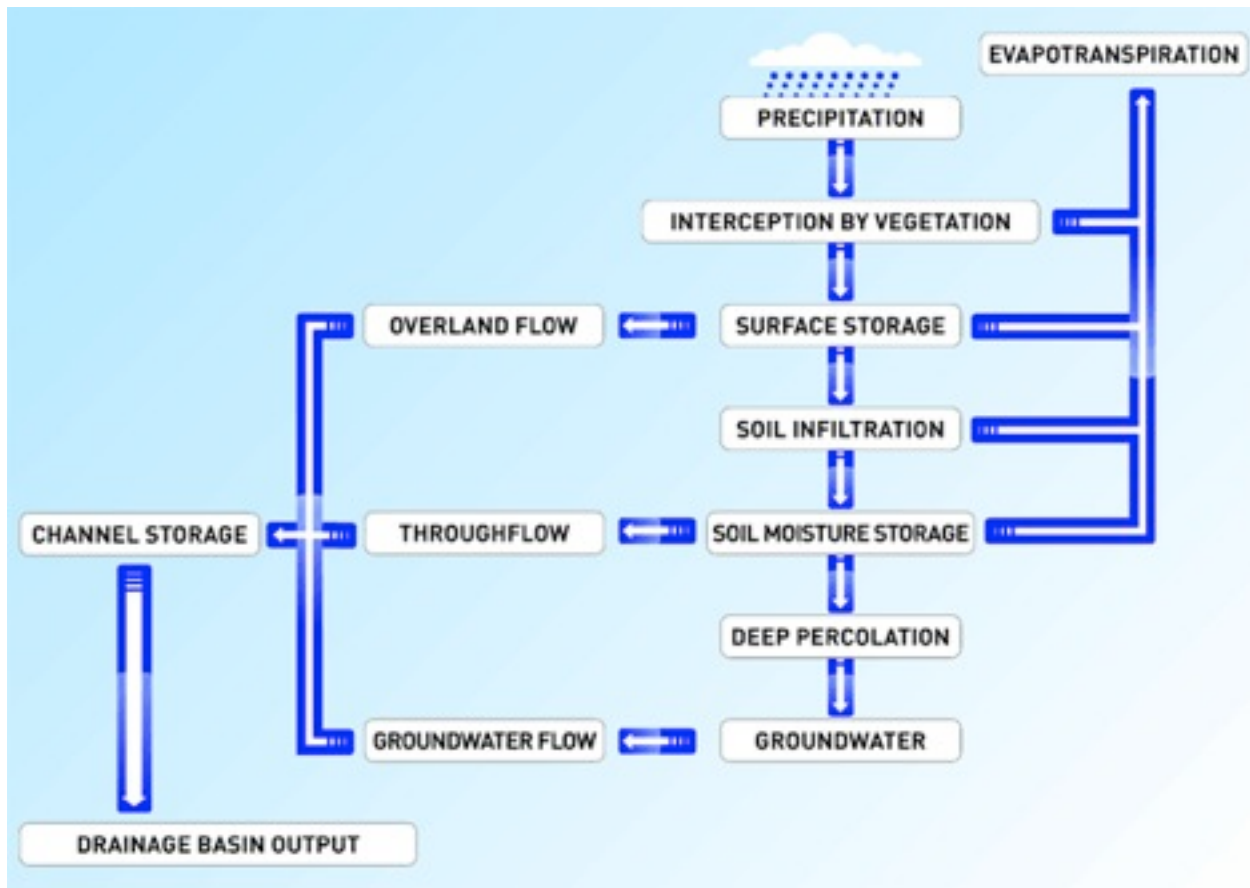 EVAPOTRANSPIRATION
PRECIPITATION
INTERCEPTION BY VEGETATION
OVERLAND FLOW
SURFACE STORAGE
SOIL INFILTRATION
CHANNEL STORAGE
THROUGHFLOW
SOIL MOISTURE STORAGE
DEEP PERCOLATION
GROUNDWATER FLOW
GROUNDWATER
DRAINAGE BASIN OUTPUT